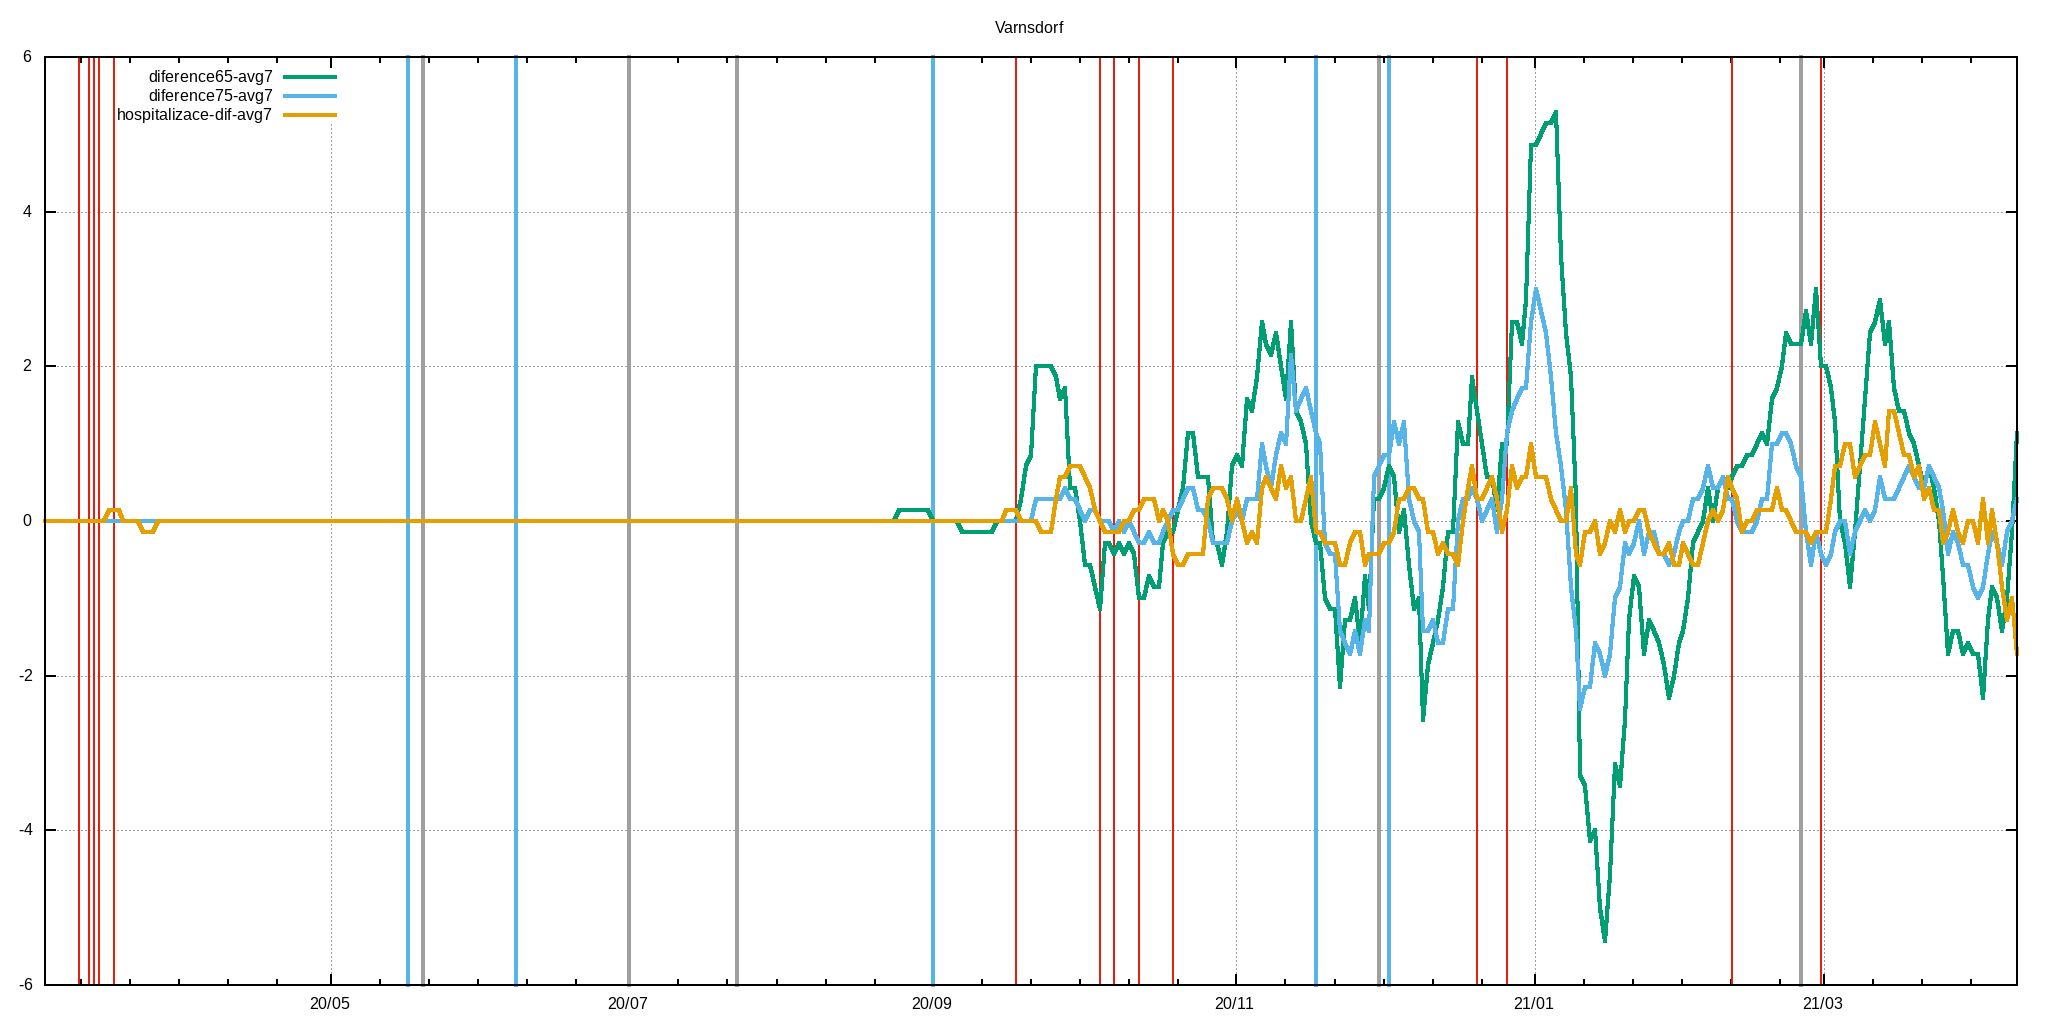 Varnsdorf
6
diference65-avg7
diference75-avg7
hospitalizace-dif-avg7
4
2
0
-2
-4
-6
20/05 20/07 20/09 20/11 21/01 21/03